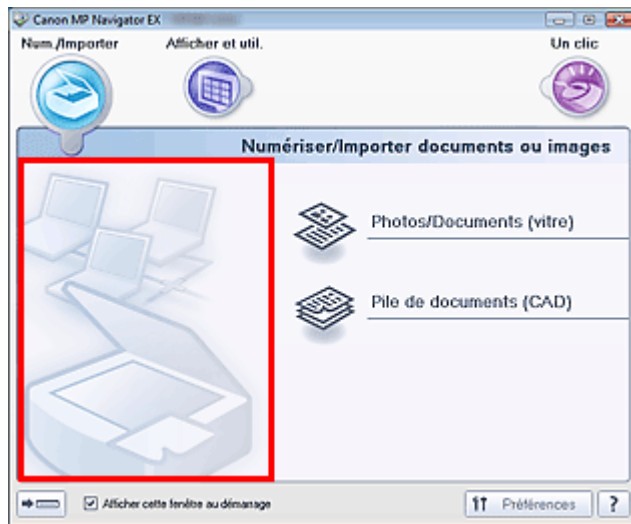 Canon MP Navigator EX
Num./Importer
Afficher et util.
Un clic
Numériser/Importer documents ou images
Photos/Documents (vitre)
Pile de documents (CAD)
Afficher cette fenêtre au démarrage
Préférences
?